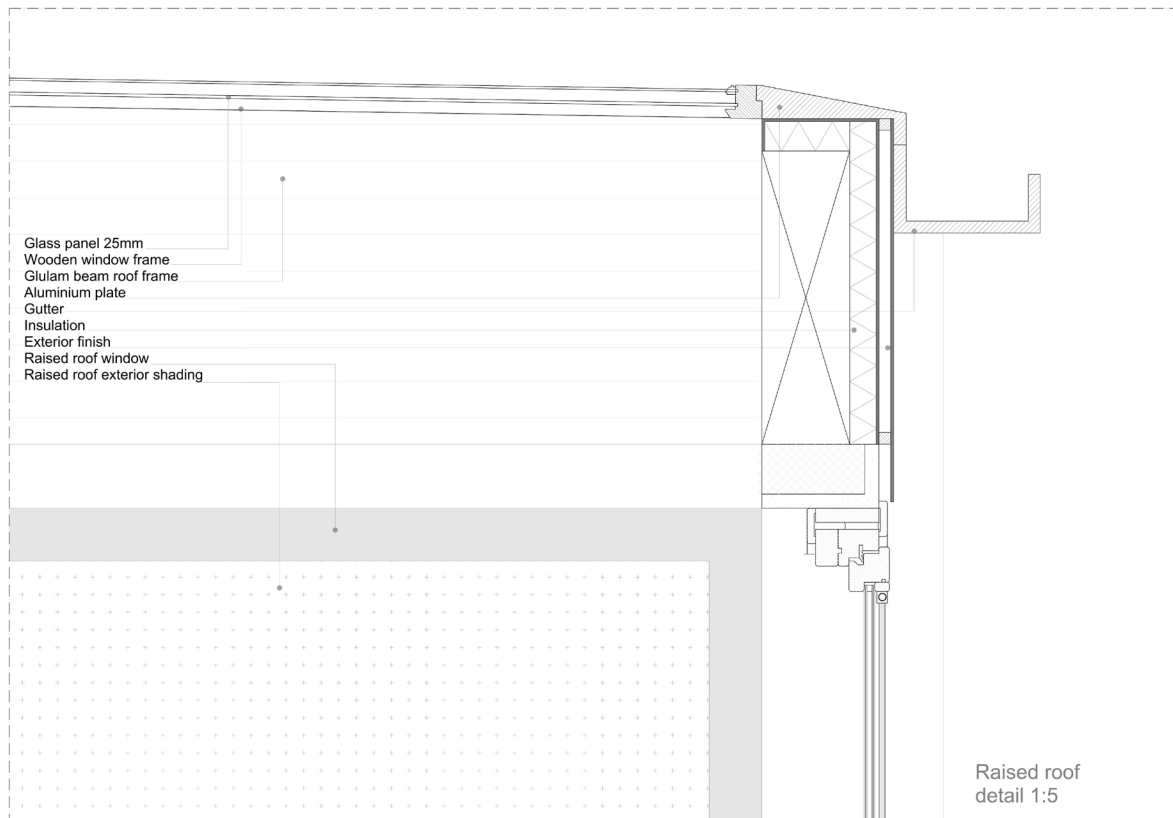 Glass panel 25mm
Wooden window frame
Glulam beam roof frame
Aluminium plate
Gutter
Insulation
Exterior finish
Raised roof window
Raised roof exterior shading
Raised roof
detail 1:5